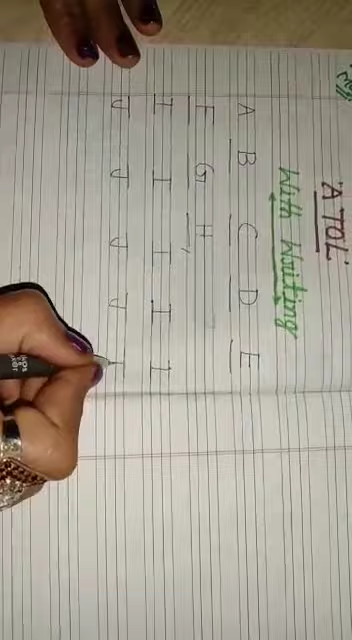 "A TO L"
With Writing
A B C D E
F G H,
I I I I I
J J J J